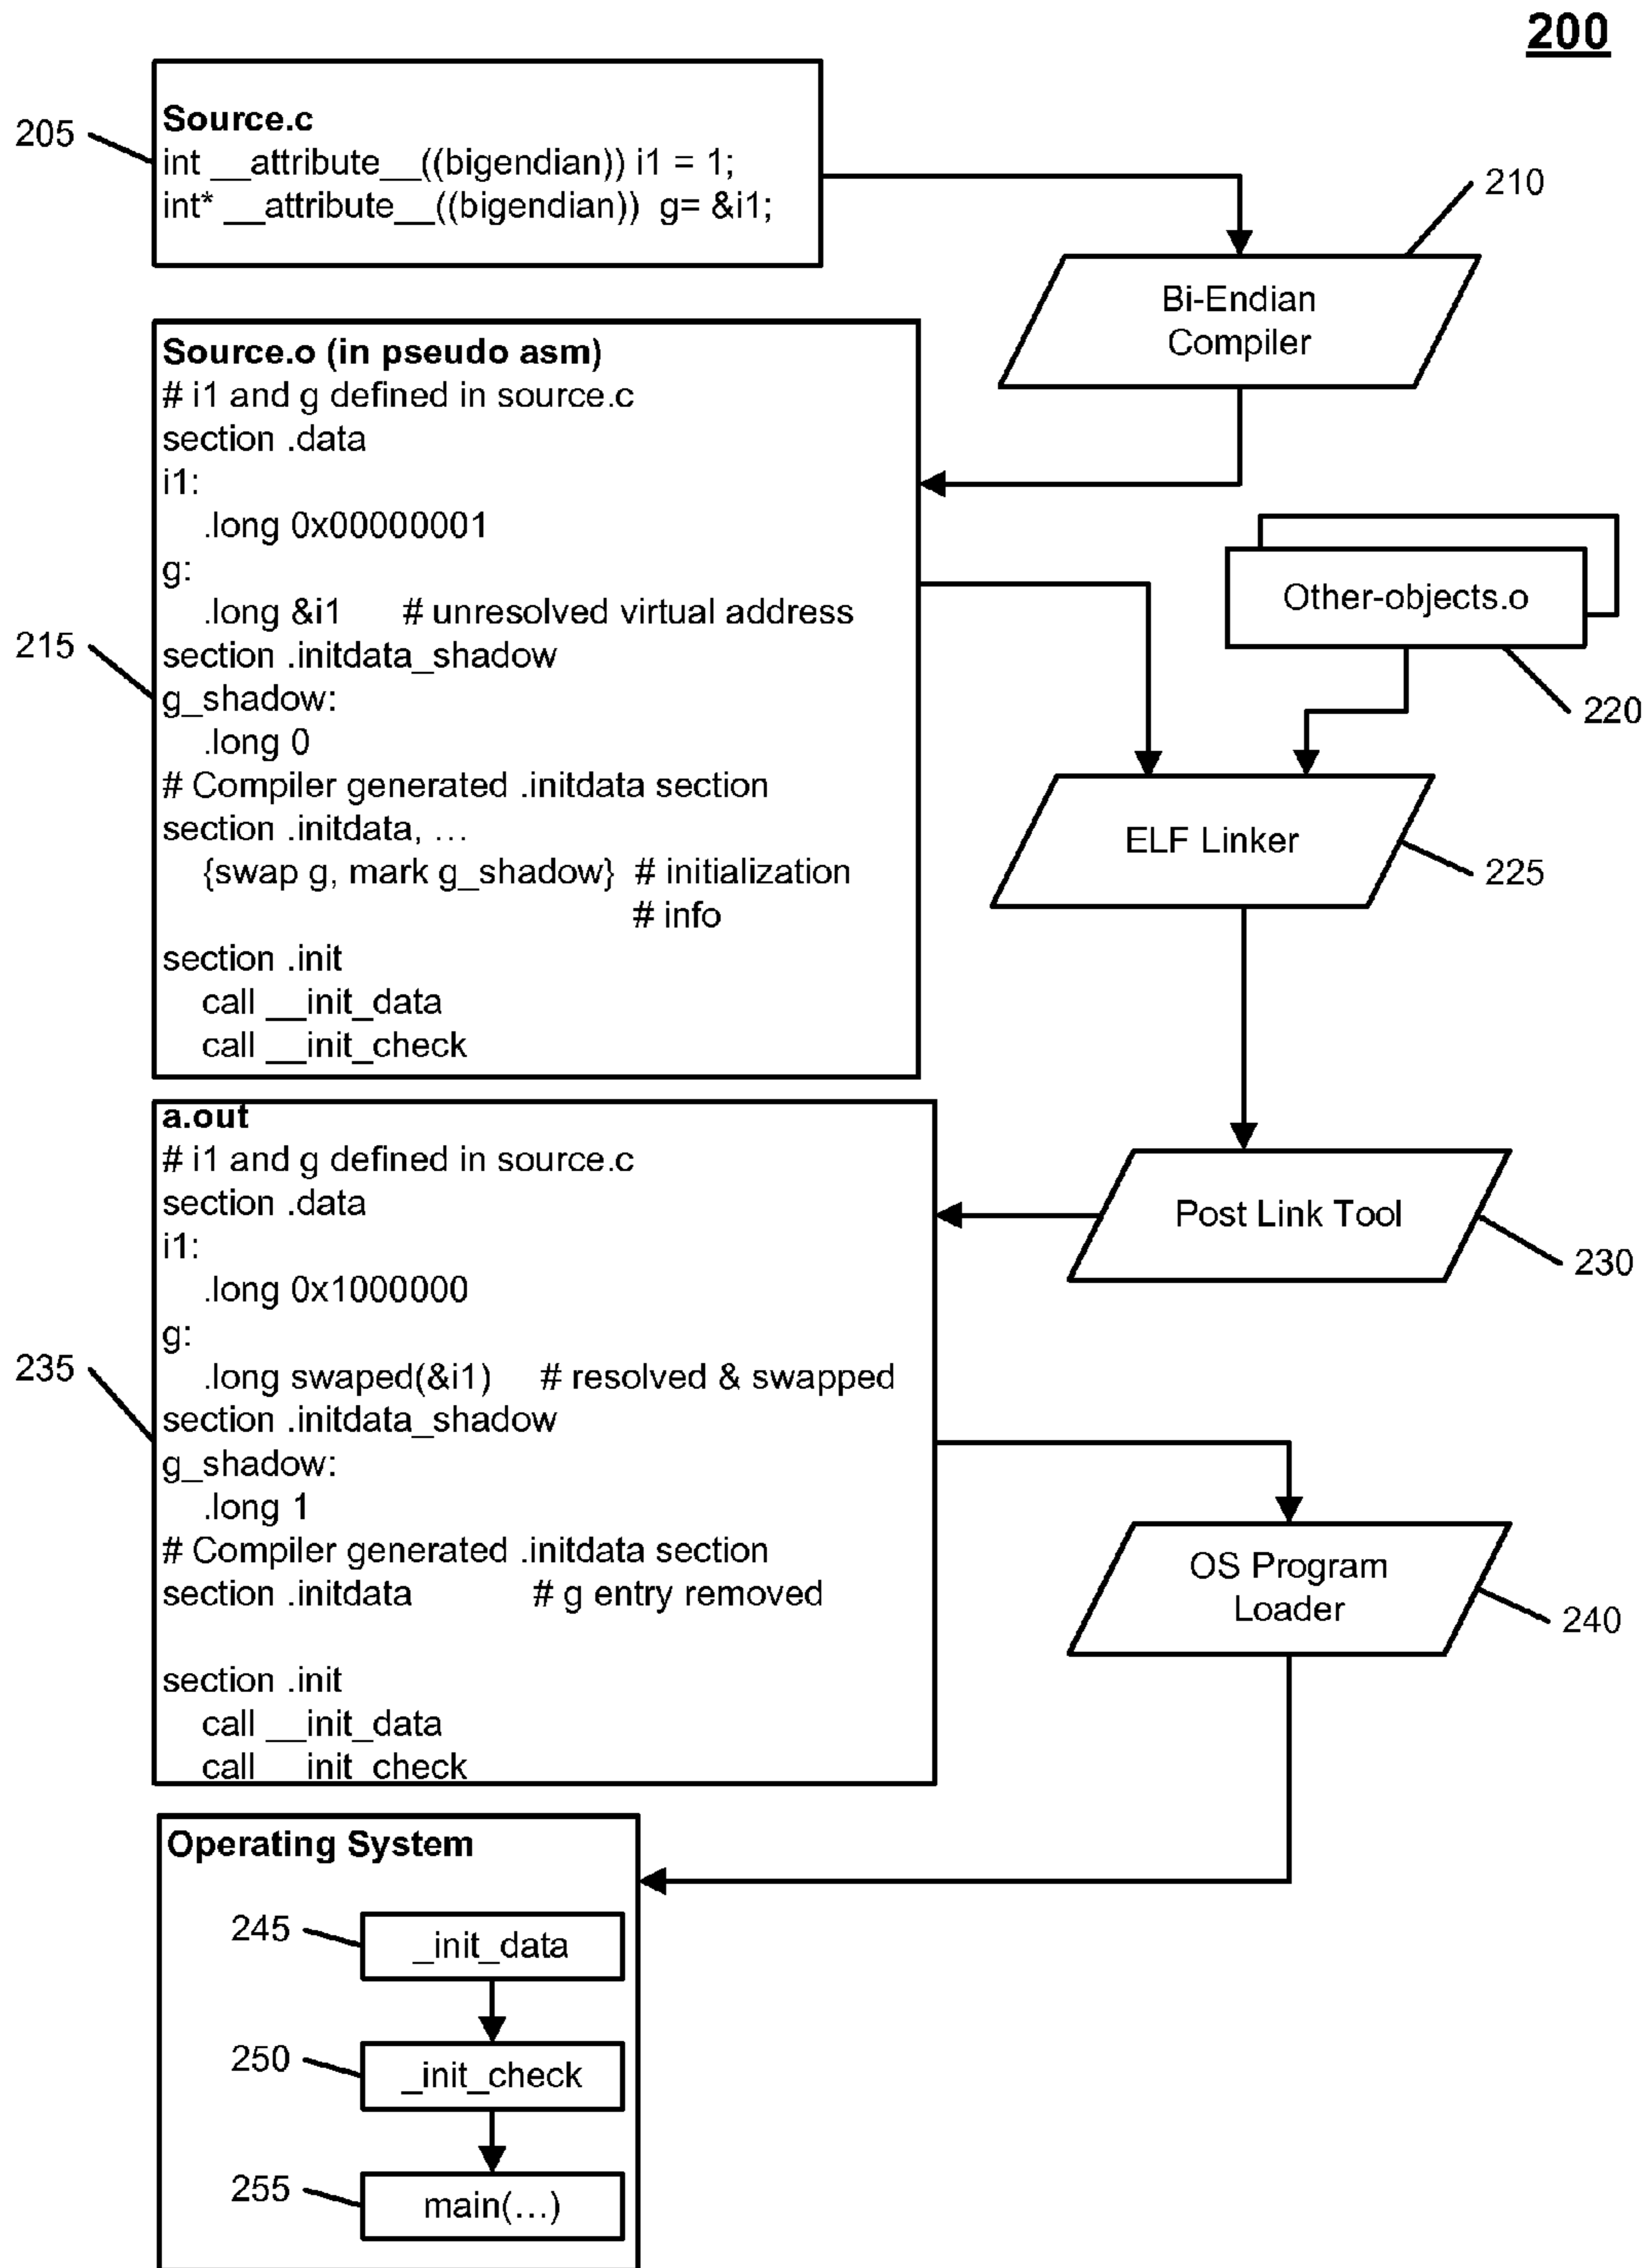 200
205
Source.c
int __attribute__((bigendian)) i1 = 1;
int* __attribute__((bigendian))  g= &i1;
210
Bi-Endian
Compiler
215
Source.o (in pseudo asm)
# i1 and g defined in source.c
section .data
i1:
.long 0x00000001
g:
.long &i1     # unresolved virtual address
section .initdata_shadow
g_shadow:
.long 0
# Compiler generated .initdata section
section .initdata, …
{swap g, mark g_shadow}  # initialization
# info
section .init
call __init_data
call __init_check
Other-objects.o
220
ELF Linker
225
Post Link Tool
230
235
a.out
# i1 and g defined in source.c
section .data
i1:
.long 0x1000000
g:
.long swaped(&i1)     # resolved & swapped
section .initdata_shadow
g_shadow:
.long 1
# Compiler generated .initdata section
section .initdata            # g entry removed
section .init
call __init_data
call __init_check
OS Program
Loader
240
Operating System
245
_init_data
250
_init_check
255
main(…)